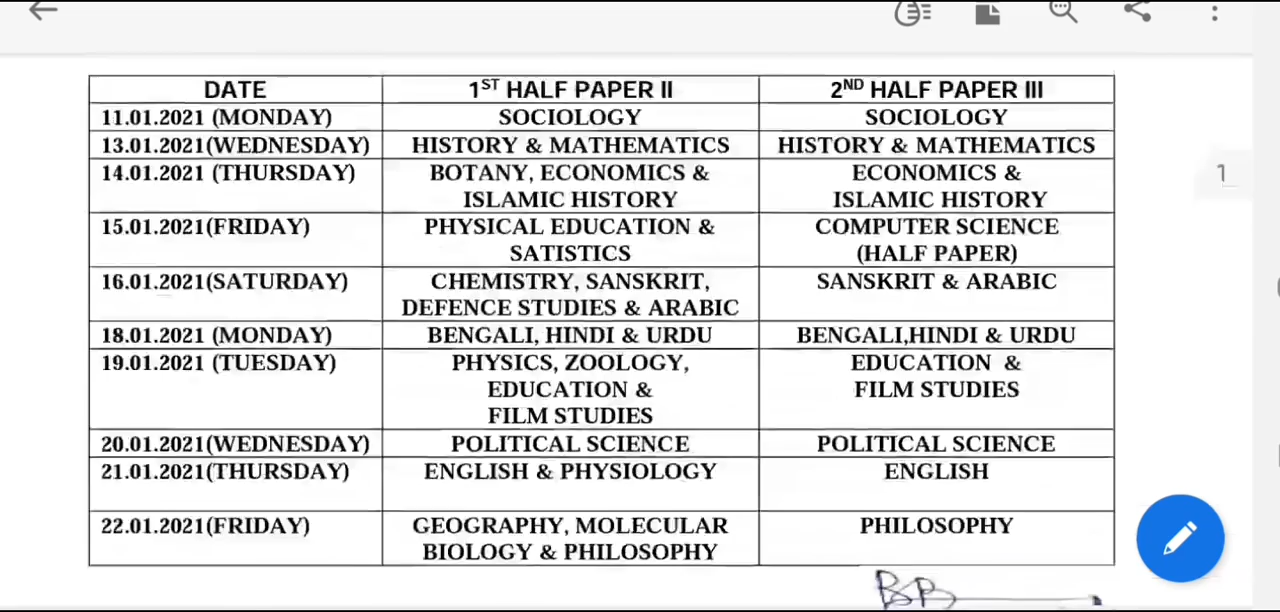 DATE 1ST HALF PAPER II 2ND HALF PAPER III
11.01.2021 (MONDAY) SOCIOLOGY SOCIOLOGY
13.01.2021(WEDNESDAY) HISTORY & MATHEMATICS HISTORY & MATHEMATICS
14.01.2021 (THURSDAY) BOTANY, ECONOMICS & ECONOMICS &
ISLAMIC HISTORY ISLAMIC HISTORY
1
15.01.2021(FRIDAY) PHYSICAL EDUCATION & COMPUTER SCIENCE
SATISTICS (HALF PAPER)
16.01.2021(SATURDAY) CHEMISTRY, SANSKRIT, SANSKRIT & ARABIC
DEFENCE STUDIES & ARABIC
18.01.2021 (MONDAY) BENGALI, HINDI & URDU BENGALI,HINDI & URDU
19.01.2021 (TUESDAY) PHYSICS, ZOOLOGY, EDUCATION &
EDUCATION & FILM STUDIES
FILM STUDIES
20.01.2021(WEDNESDAY) POLITICAL SCIENCE POLITICAL SCIENCE
21.01.2021(THURSDAY) ENGLISH & PHYSIOLOGY ENGLISH
22.01.2021(FRIDAY) GEOGRAPHY, MOLECULAR PHILOSOPHY
BIOLOGY & PHILOSOPHY